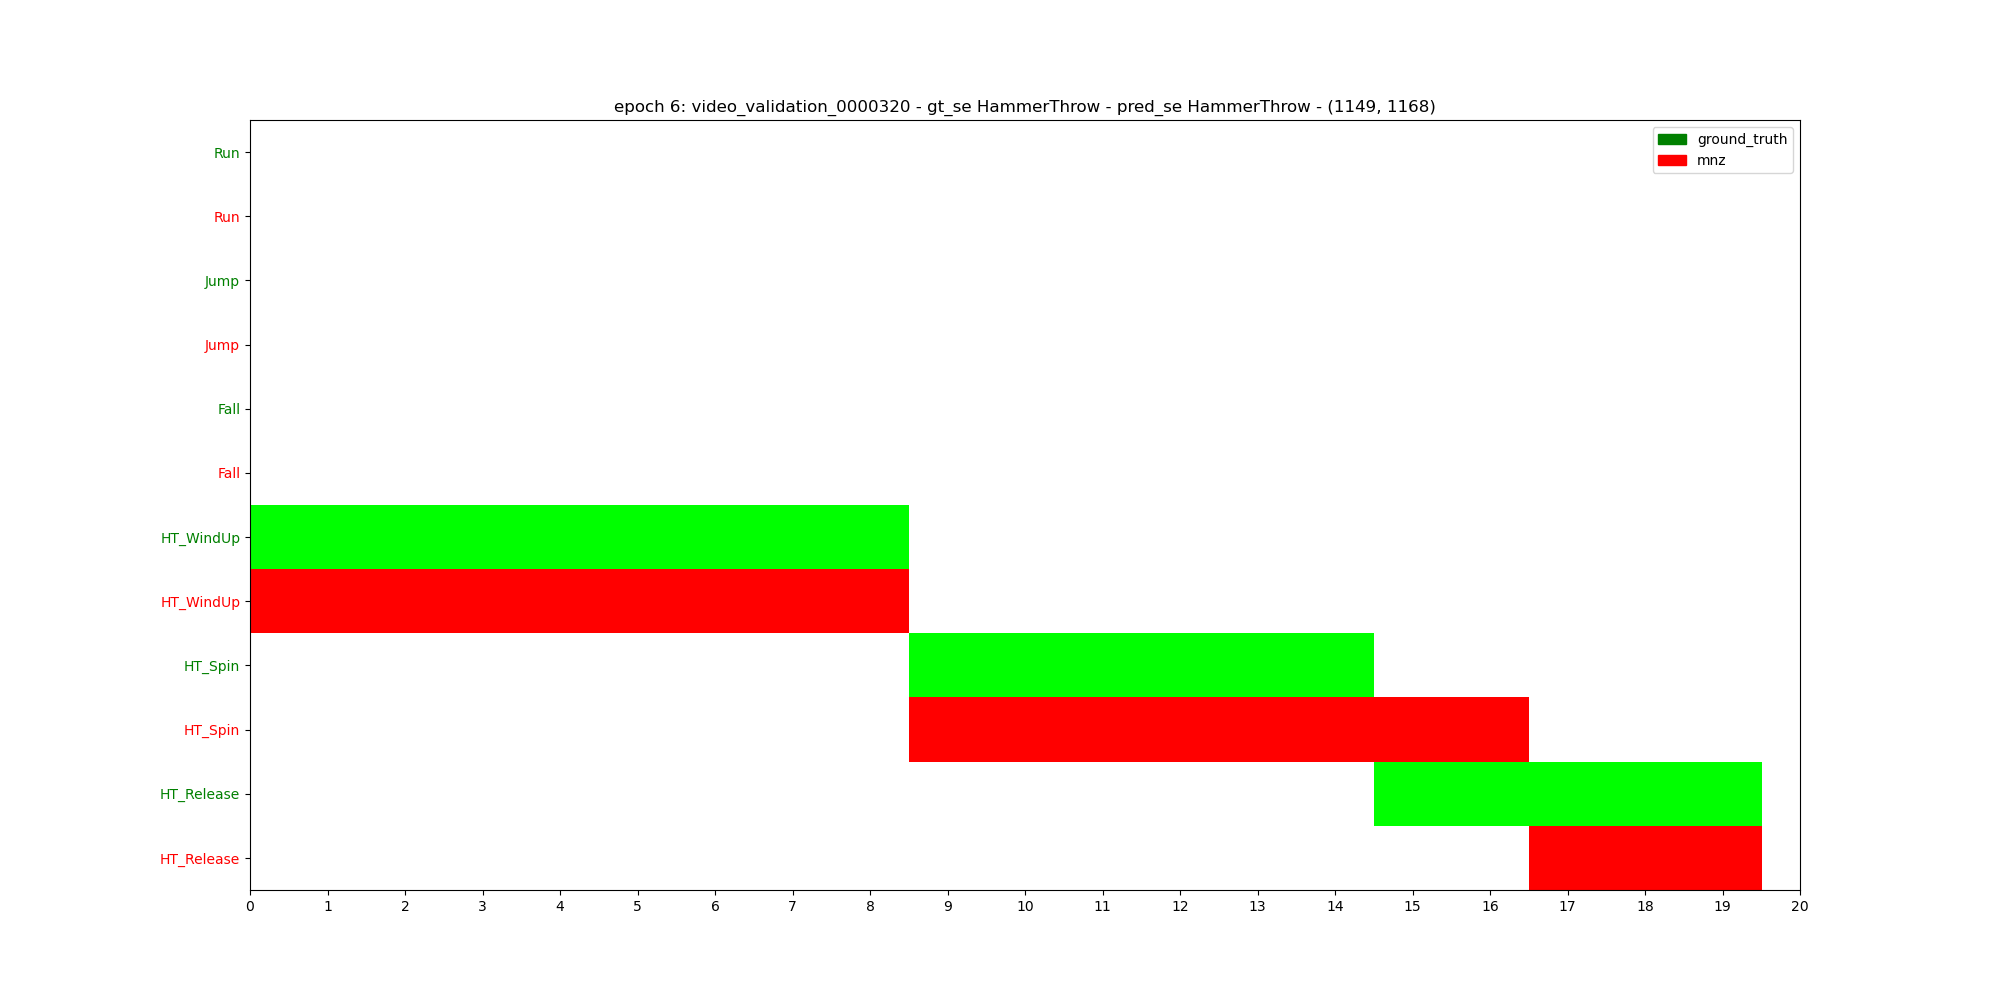 epoch 6: video_validation_0000320 - gt_se HammerThrow - pred_se HammerThrow - (1149, 1168)
ground_truth
mnz
Run
Run
Jump
Jump
Fall
Fall
HT_WindUp
HT_WindUp
HT_Spin
HT_Spin
HT_Release
HT_Release
0 1 2 3 4 5 6 7 8 9 10 11 12 13 14 15 16 17 18 19 20